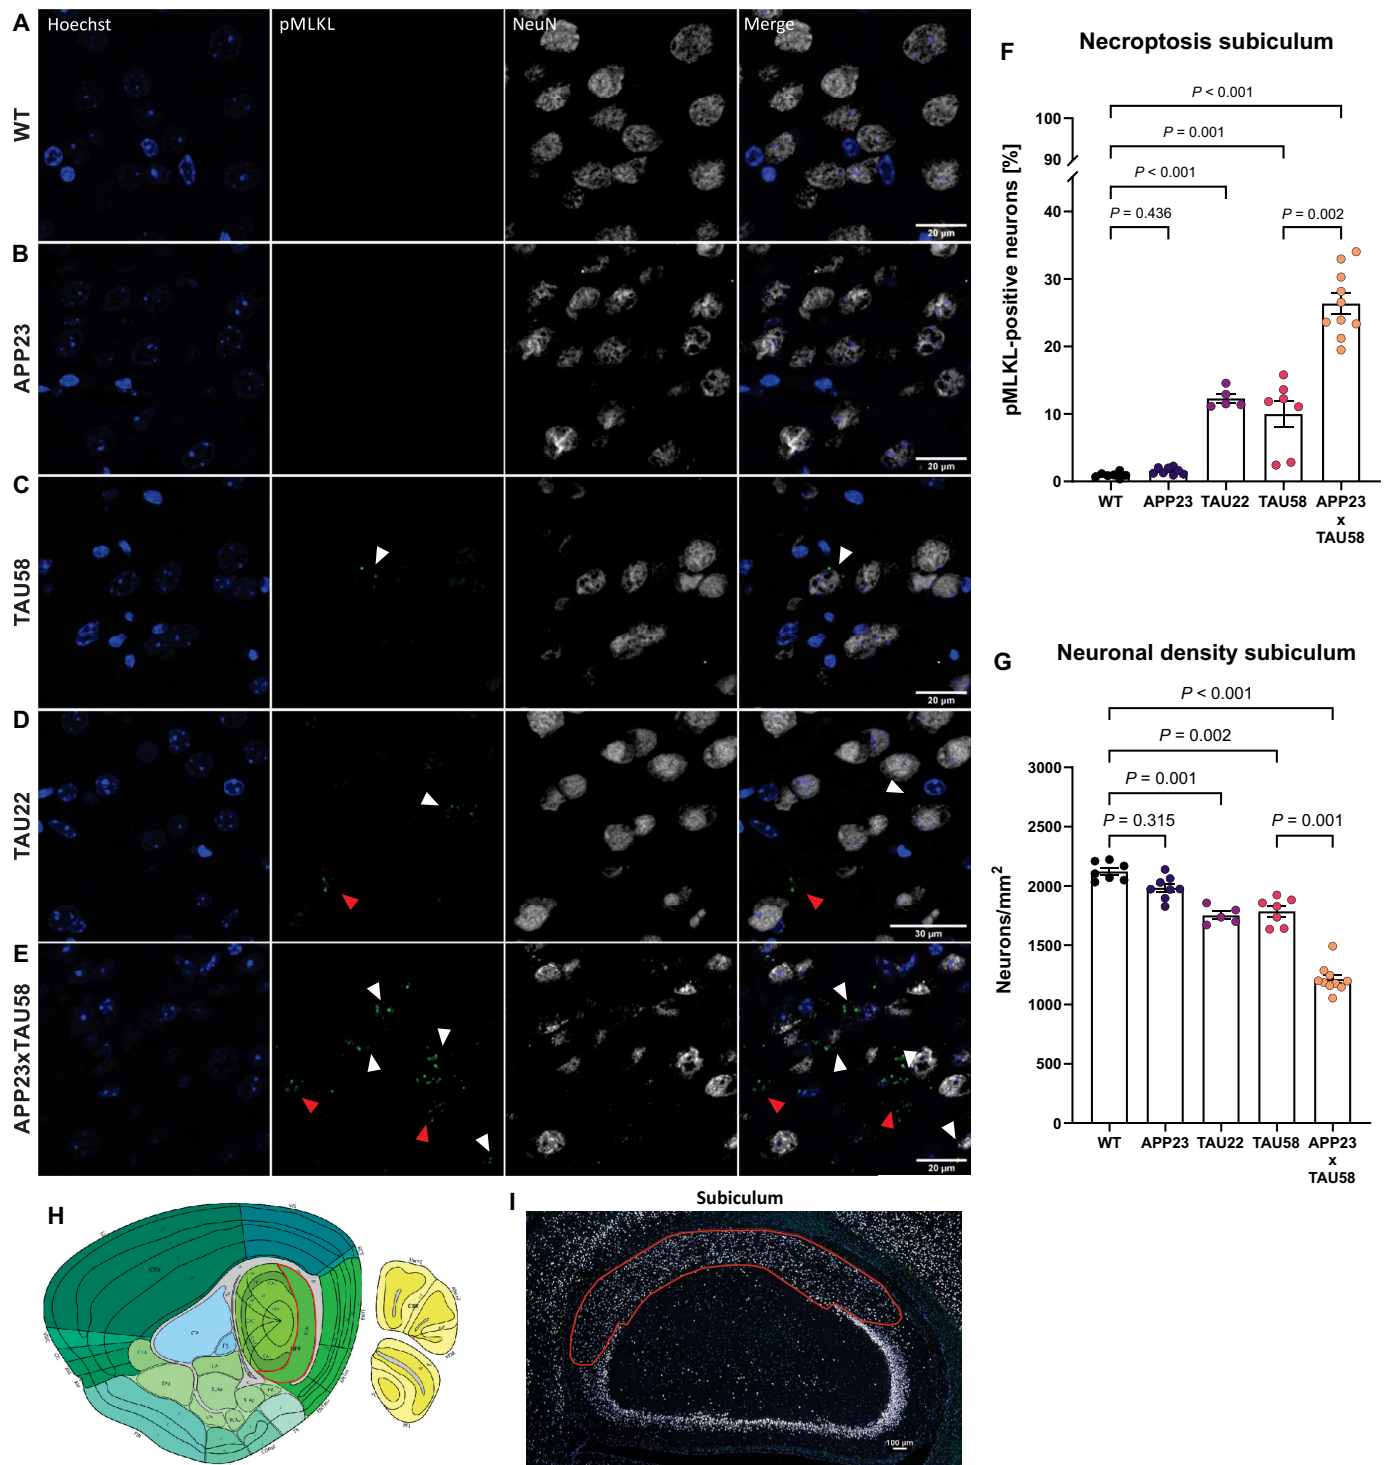 A
Hoechst
pMLKL
NeuN
Merge
WT
20 µm
B
APP23
20 µm
C
TAU58
20 µm
D
TAU22
30 µm
E
APP23xTAU58
20 µm
F
Necroptosis subiculum
P < 0.001
P = 0.001
P < 0.001
P = 0.436
P = 0.002
pMLKL-positive neurons [%]
100
90
40
30
20
10
0
WT APP23 TAU22 TAU58 APP23
x
TAU58
G
Neuronal density subiculum
P < 0.001
P = 0.002
P = 0.001
P = 0.315
P = 0.001
Neurons/mm²
3000
2500
2000
1500
1000
500
0
WT APP23 TAU22 TAU58 APP23
x
TAU58
H
CP
I
Subiculum
100 µm